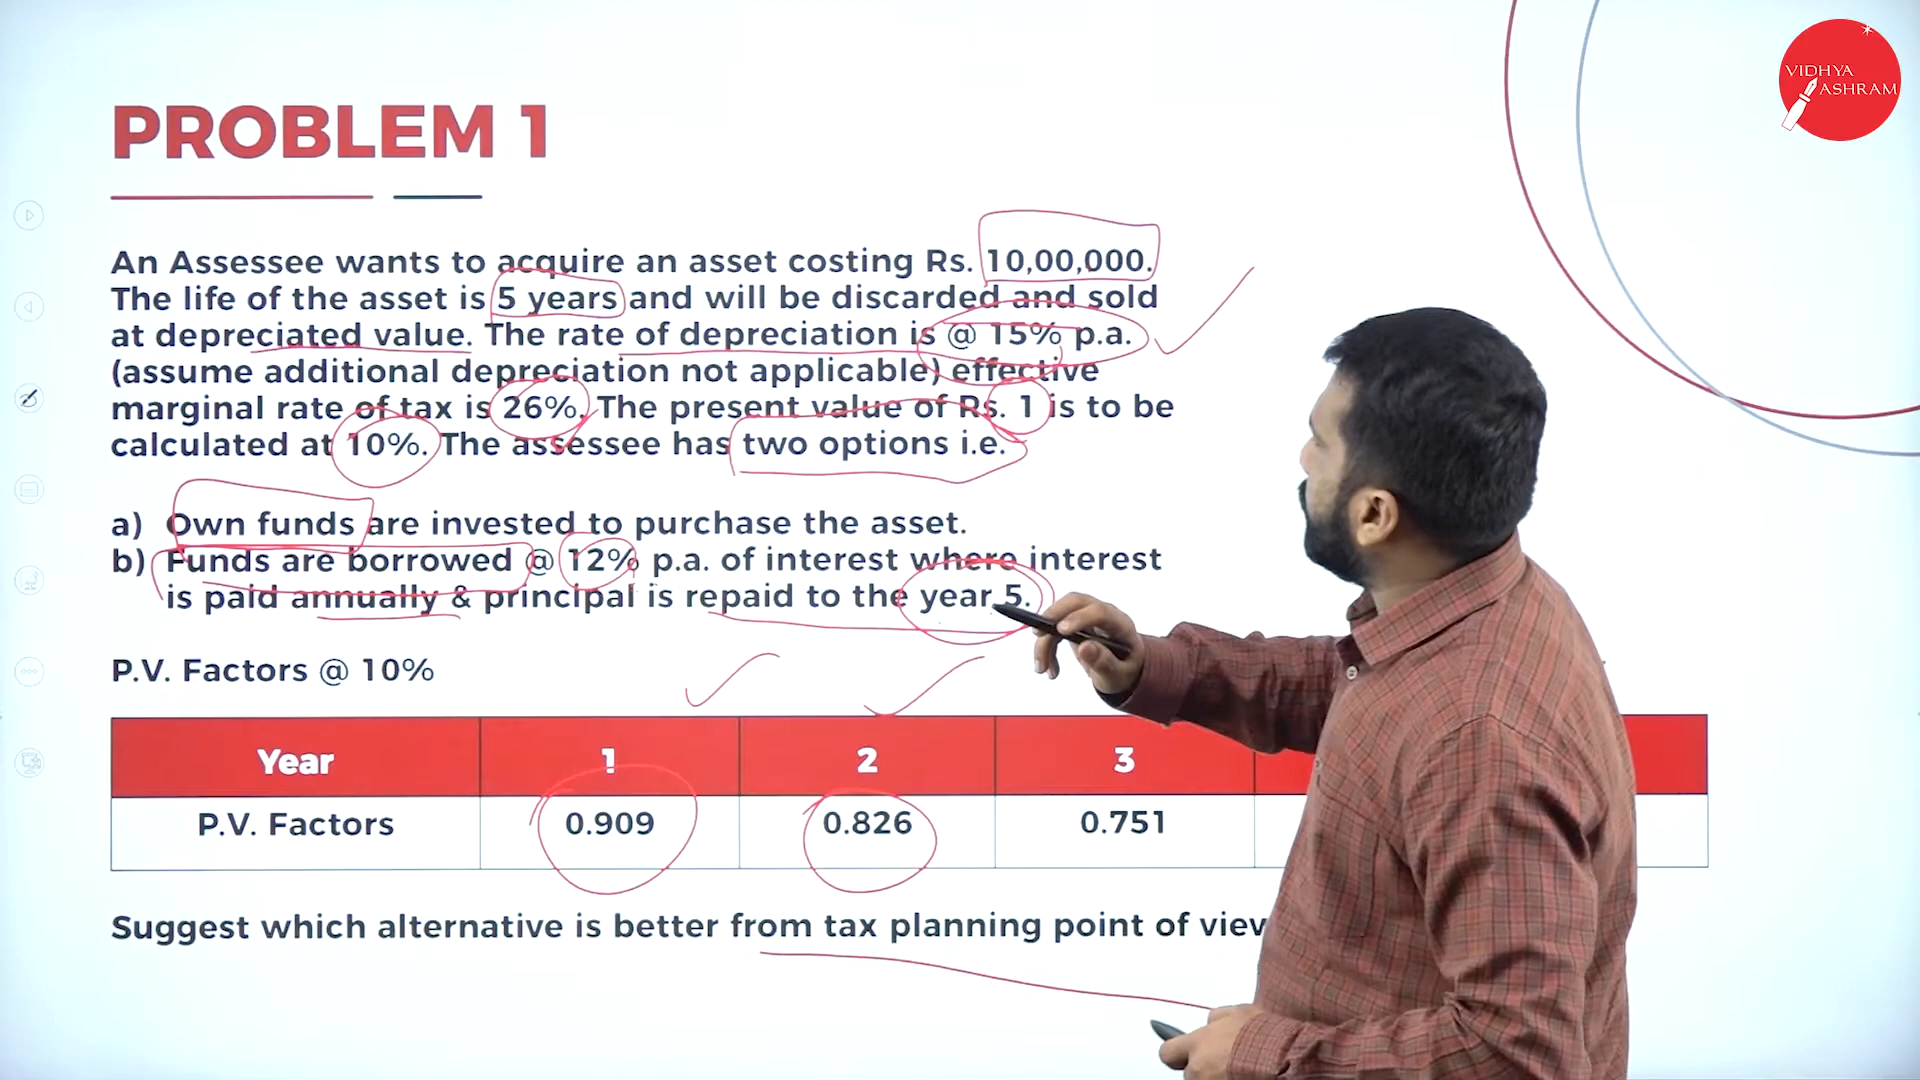 VIDHYA
ASHRAM
PROBLEM 1
An Assessee wants to acquire an asset costing Rs. 10,00,000.
The life of the asset is 5 years and will be discarded and sold
at depreciated value. The rate of depreciation is @ 15% p.a.
(assume additional depreciation not applicable) effective
marginal rate of tax is 26%. The present value of Rs. 1 is to be
calculated at 10%. The assessee has two options i.e.
a) Own funds are invested to purchase the asset.
b) Funds are borrowed @ 12% p.a. of interest where interest
is paid annually & principal is repaid to the year 5.
P.V. Factors @ 10%
Year 1 2 3
P.V. Factors 0.909 0.826 0.751
Suggest which alternative is better from tax planning point of view